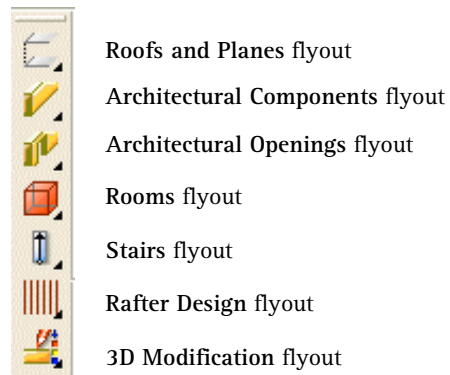 Roofs and Planes flyout
Architectural Components flyout
Architectural Openings flyout
Rooms flyout
Stairs flyout
Rafter Design flyout
3D Modification flyout